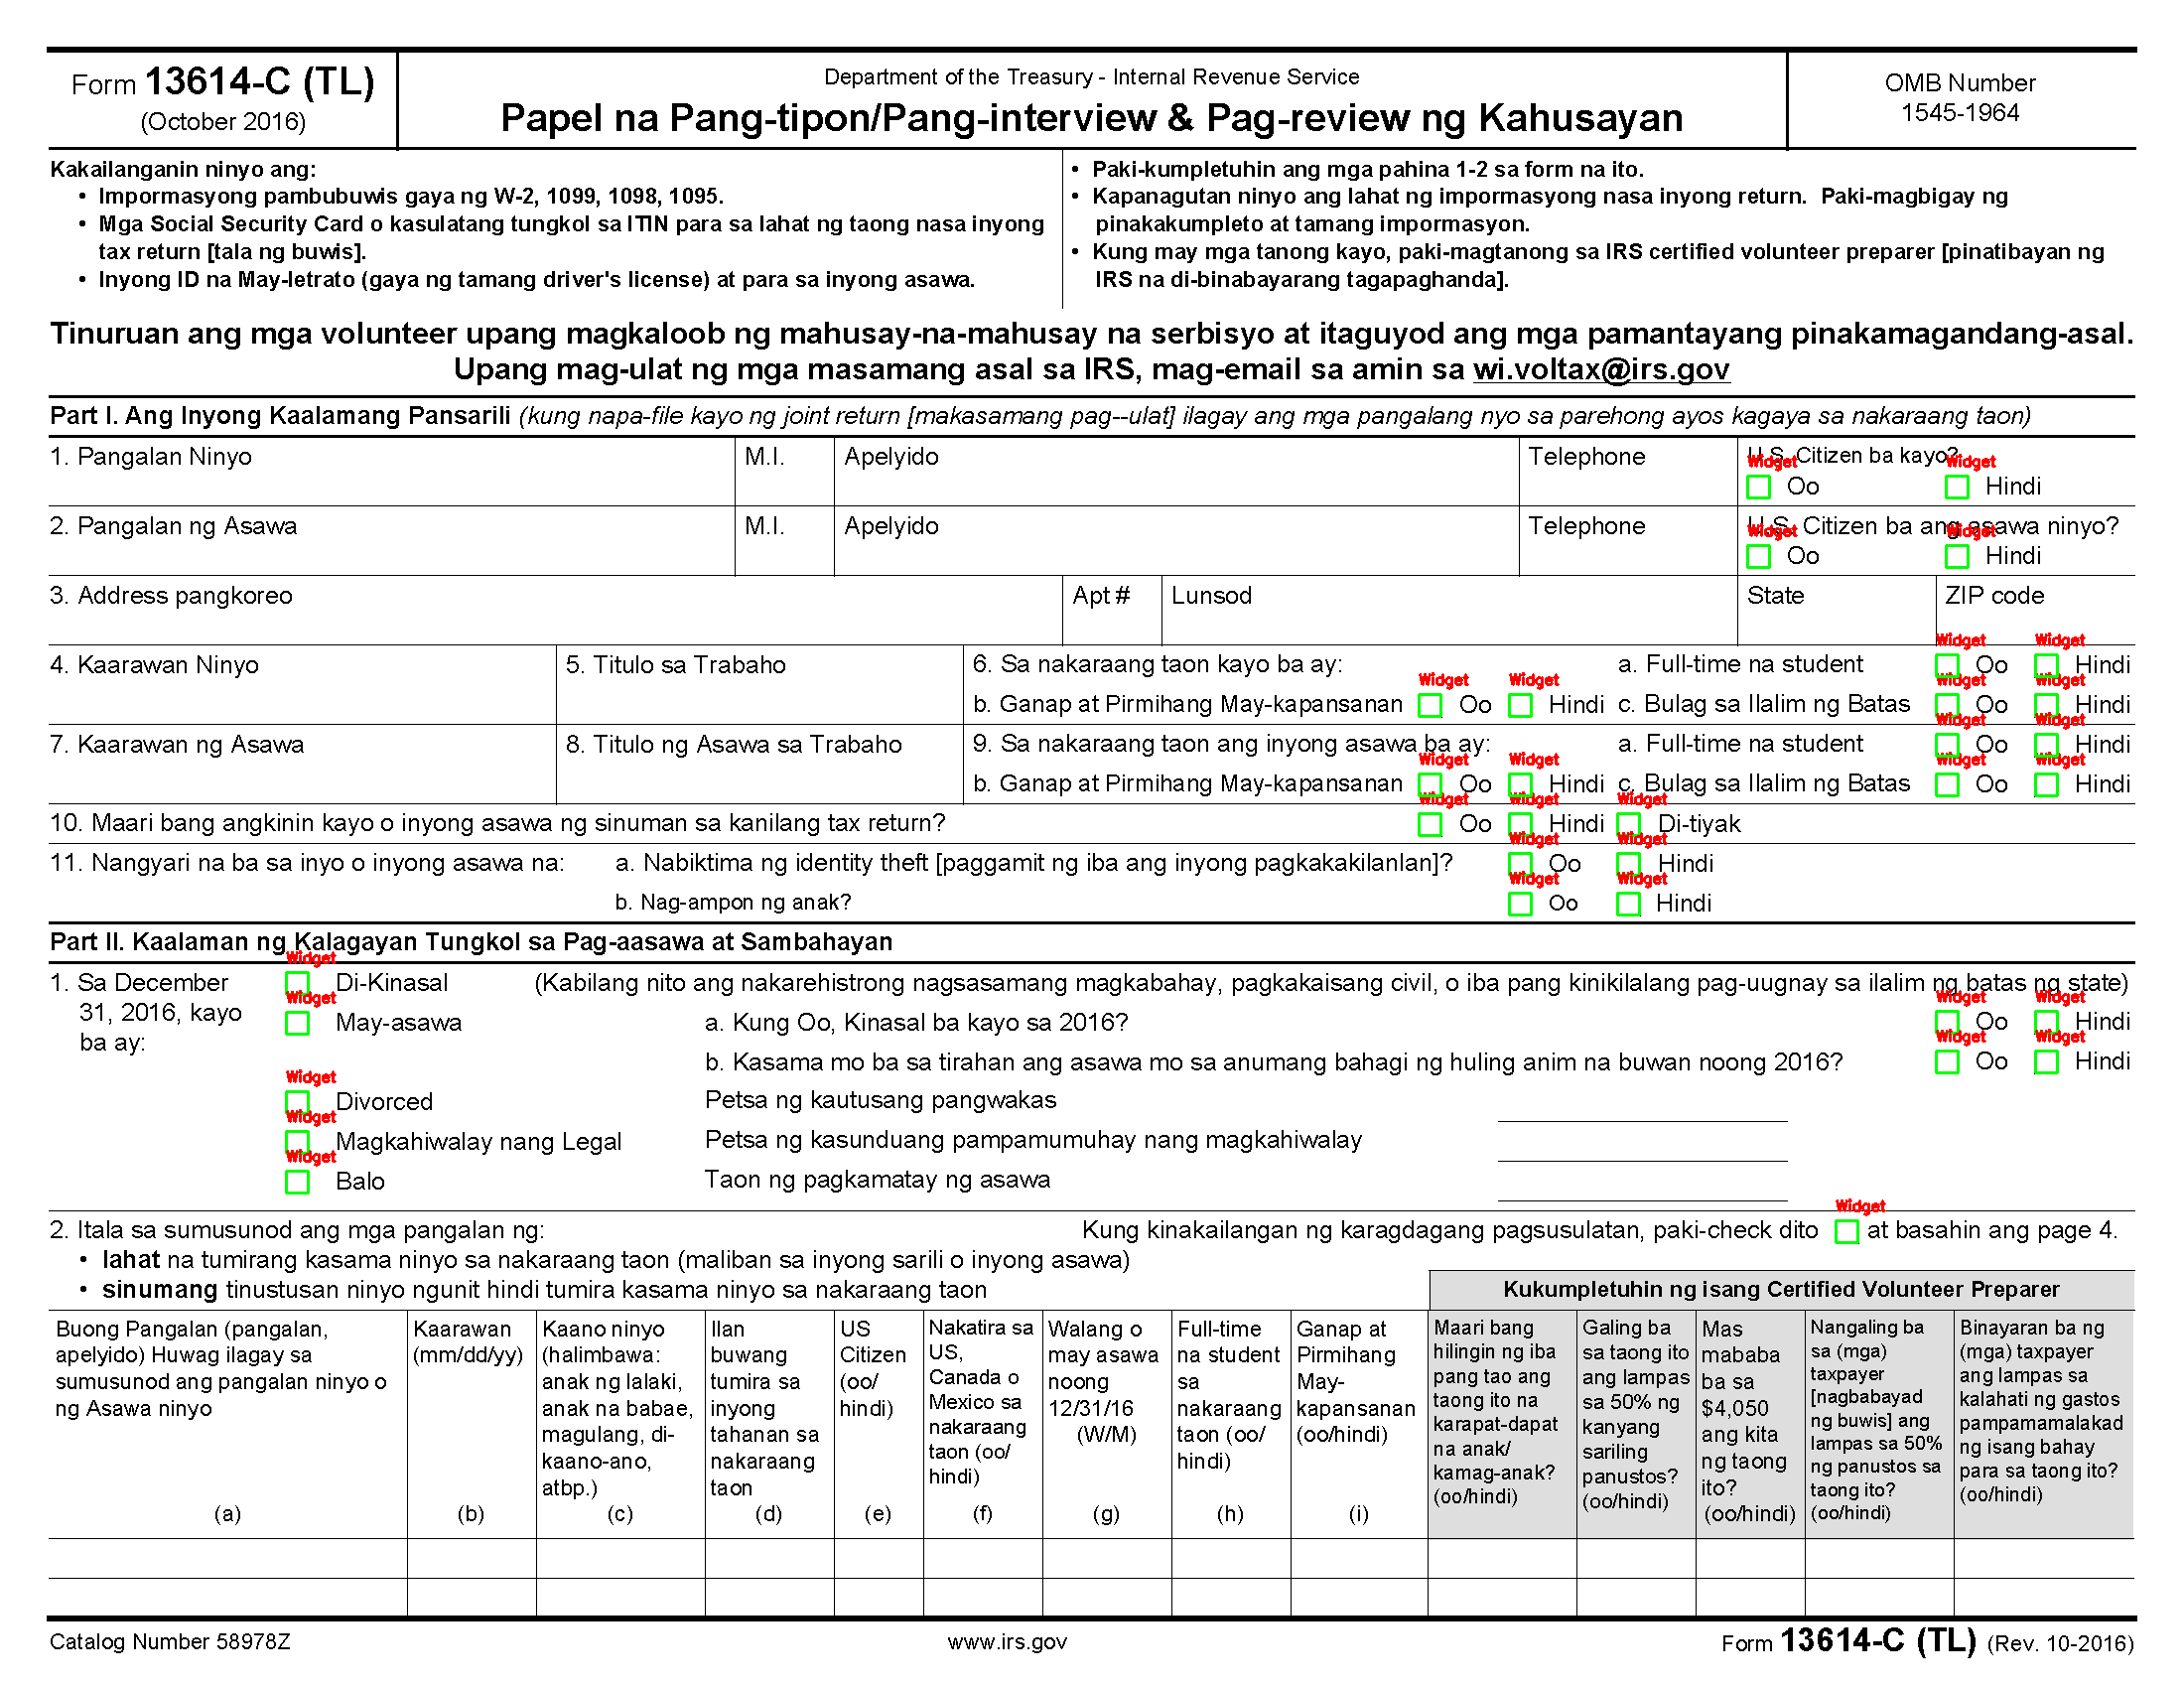 Form 13614-C (TL)
(October 2016)
Department of the Treasury - Internal Revenue Service
Papel na Pang-tipon/Pang-interview & Pag-review ng Kahusayan
OMB Number
1545-1964
Kakailanganin ninyo ang:
• Impormasyong pambubuwis gaya ng W-2, 1099, 1098, 1095.
• Mga Social Security Card o kasulatang tungkol sa ITIN para sa lahat ng taong nasa inyong
tax return [tala ng buwis].
• Inyong ID na May-letrato (gaya ng tamang driver's license) at para sa inyong asawa.
• Paki-kumpletuhin ang mga pahina 1-2 sa form na ito.
• Kapanagutan ninyo ang lahat ng impormasyong nasa inyong return. Paki-magbigay ng
pinakakumpleto at tamang impormasyon.
• Kung may mga tanong kayo, paki-magtanong sa IRS certified volunteer preparer [pinatibayan ng
IRS na di-binabayarang tagapaghanda].
Tinuruan ang mga volunteer upang magkaloob ng mahusay-na-mahusay na serbisyo at itaguyod ang mga pamantayang pinakamagandang-asal.
Upang mag-ulat ng mga masamang asal sa IRS, mag-email sa amin sa wi.voltax@irs.gov
Part I. Ang Inyong Kaalamang Pansarili (kung napa-file kayo ng joint return [makasamang pag--ulat] ilagay ang mga pangalang nyo sa parehong ayos kagaya sa nakaraang taon)
1. Pangalan Ninyo M.I. Apelyido Telephone U.S. Citizen ba kayo?
Widget Widget
Oo Hindi
2. Pangalan ng Asawa M.I. Apelyido Telephone U.S. Citizen ba ang asawa ninyo?
Widget Widget
Oo Hindi
3. Address pangkoreo Apt # Lunsod State ZIP code
Widget Widget
4. Kaarawan Ninyo 5. Titulo sa Trabaho 6. Sa nakaraang taon kayo ba ay: a. Full-time na student Oo Hindi
Widget Widget Widget Widget
b. Ganap at Pirmihang May-kapansanan Oo Hindi c. Bulag sa Ilalim ng Batas Oo Hindi
Widget Widget
7. Kaarawan ng Asawa 8. Titulo ng Asawa sa Trabaho 9. Sa nakaraang taon ang inyong asawa ba ay: a. Full-time na student Oo Hindi
Widget Widget Widget Widget
b. Ganap at Pirmihang May-kapansanan Oo Hindi c. Bulag sa Ilalim ng Batas Oo Hindi
Widget Widget Widget
10. Maari bang angkinin kayo o inyong asawa ng sinuman sa kanilang tax return? Oo Hindi Di-tiyak
Widget Widget
11. Nangyari na ba sa inyo o inyong asawa na: a. Nabiktima ng identity theft [paggamit ng iba ang inyong pagkakakilanlan]? Oo Hindi
Widget Widget
b. Nag-ampon ng anak? Oo Hindi
Part II. Kaalaman ng Kalagayan Tungkol sa Pag-aasawa at Sambahayan
Widget
1. Sa December
31, 2016, kayo
ba ay:
Di-Kinasal (Kabilang nito ang nakarehistrong nagsasamang magkabahay, pagkakaisang civil, o iba pang kinikilalang pag-uugnay sa ilalim ng batas ng state)
Widget Widget Widget
May-asawa a. Kung Oo, Kinasal ba kayo sa 2016? Oo Hindi
Widget Widget
b. Kasama mo ba sa tirahan ang asawa mo sa anumang bahagi ng huling anim na buwan noong 2016? Oo Hindi
Widget
Divorced Petsa ng kautusang pangwakas
Widget
Magkahiwalay nang Legal Petsa ng kasunduang pampamumuhay nang magkahiwalay
Widget
Balo Taon ng pagkamatay ng asawa
Widget
2. Itala sa sumusunod ang mga pangalan ng: Kung kinakailangan ng karagdagang pagsusulatan, paki-check dito at basahin ang page 4.
• lahat na tumirang kasama ninyo sa nakaraang taon (maliban sa inyong sarili o inyong asawa)
• sinumang tinustusan ninyo ngunit hindi tumira kasama ninyo sa nakaraang taon
Kukumpletuhin ng isang Certified Volunteer Preparer
Buong Pangalan (pangalan,
apelyido) Huwag ilagay sa
sumusunod ang pangalan ninyo o
ng Asawa ninyo
(a)
Kaarawan
(mm/dd/yy)
(b)
Kaano ninyo
(halimbawa:
anak ng lalaki,
anak na babae,
magulang, di-
kaano-ano,
atbp.)
(c)
Ilan
buwang
tumira sa
inyong
tahanan sa
nakaraang
taon
(d)
US
Citizen
(oo/
hindi)
(e)
Nakatira sa
US,
Canada o
Mexico sa
nakaraang
taon (oo/
hindi)
(f)
Walang o
may asawa
noong
12/31/16
(W/M)
(g)
Full-time
na student
sa
nakaraang
taon (oo/
hindi)
(h)
Ganap at
Pirmihang
May-
kapansanan
(oo/hindi)
(i)
Maari bang
hilingin ng iba
pang tao ang
taong ito na
karapat-dapat
na anak/
kamag-anak?
(oo/hindi)
Galing ba
sa taong ito
ang lampas
sa 50% ng
kanyang
sariling
panustos?
(oo/hindi)
Mas
mababa
ba sa
$4,050
ang kita
ng taong
ito?
(oo/hindi)
Nangaling ba
sa (mga)
taxpayer
[nagbabayad
ng buwis] ang
lampas sa 50%
ng panustos sa
taong ito?
(oo/hindi)
Binayaran ba ng
(mga) taxpayer
ang lampas sa
kalahati ng gastos
pampamamalakad
ng isang bahay
para sa taong ito?
(oo/hindi)
Catalog Number 58978Z www.irs.gov Form 13614-C (TL) (Rev. 10-2016)